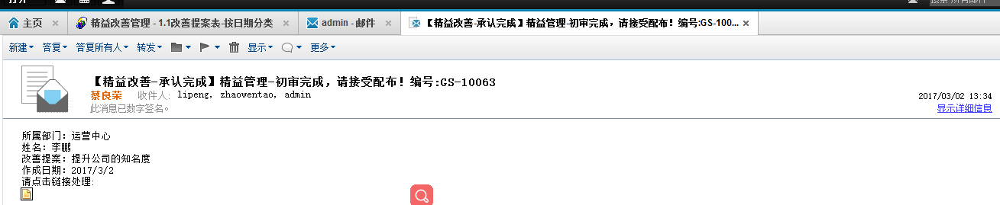 主页
精益改善管理 - 1.1改善提案表-按日期分类
admin - 邮件
【精益改善-承认完成】精益管理-初审完成，请接受配布！编号:GS-100...
新建 答复 答复所有人 转发 显示 更多
【精益改善-承认完成】精益管理-初审完成，请接受配布！编号:GS-10063
蔡良荣 收件人: lipeng, zhaowentao, admin
2017/03/02 13:34
此消息已数字签名。
显示详细信息
所属部门：运营中心
姓名：李鹏
改善提案：提升公司的知名度
作成日期：2017/3/2
请点击链接处理: